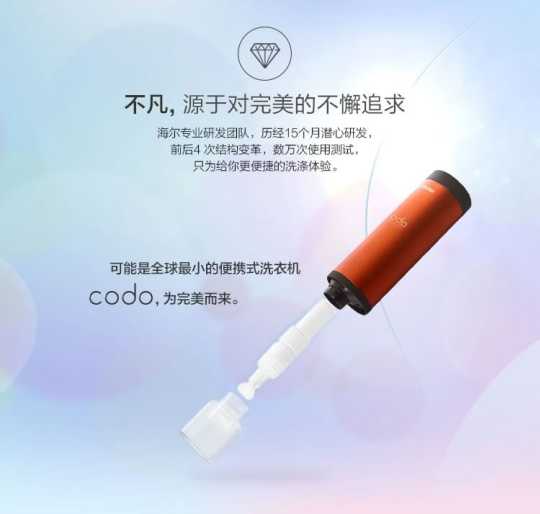 不凡，源于对完美的不懈追求
海尔专业研发团队，历经15个月潜心研发，
前后4 次结构变革，数万次使用测试，
只为给你更便捷的洗涤体验。
codo
可能是全球最小的便携式洗衣机
codo，为完美而来。